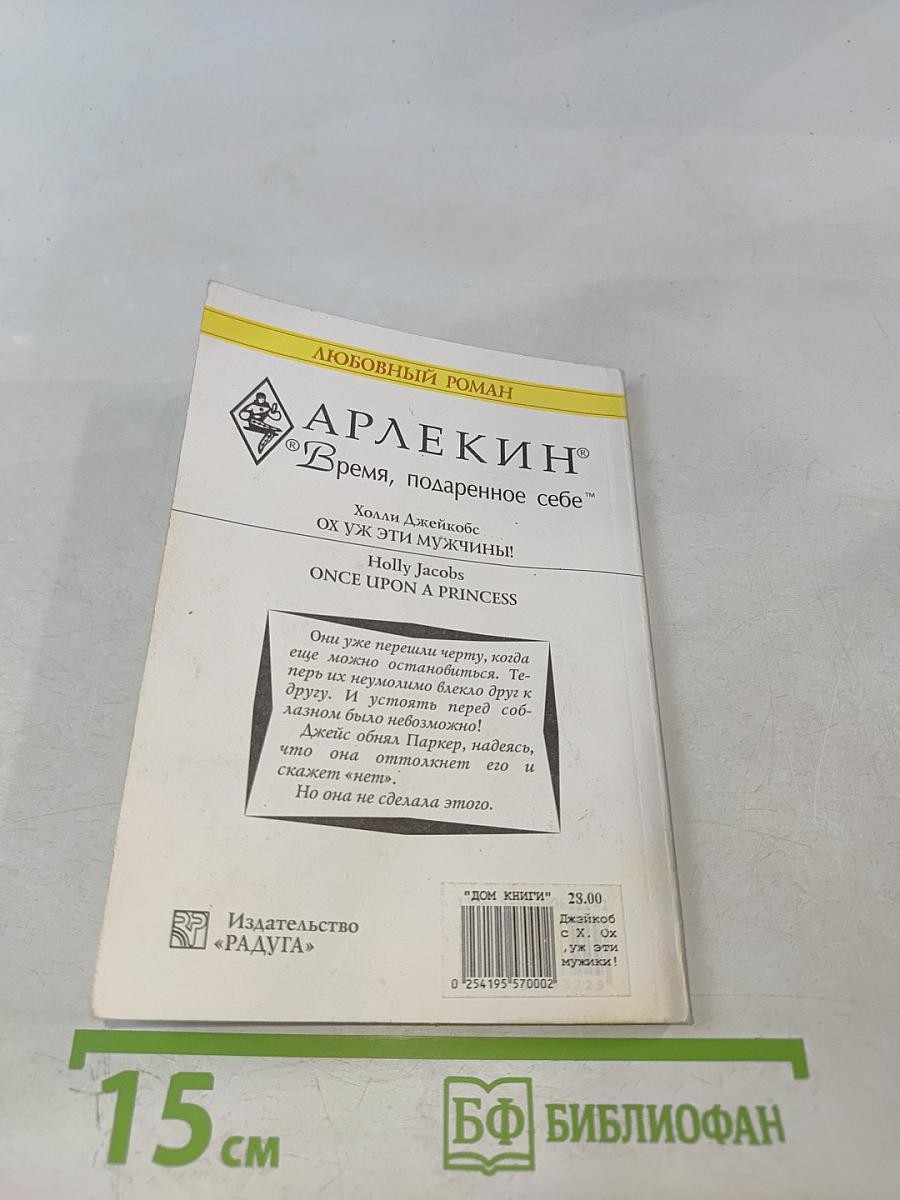 ЛЮБОВНЫЙ РОМАН
АРЛЕКИН®
®Время, подаренное себе™
Холли Джейкобс
ОХ УЖ ЭТИ МУЖЧИНЫ!
Holly Jacobs
ONCE UPON A PRINCESS
Они уже перешли черту, когда
еще можно остановиться. Те-
перь их неумолимо влекло друг к
другу. И устоять перед соб-
лазном было невозможно!
Джейс обнял Паркер, надеясь,
что она оттолкнет его и
скажет «нет».
Но она не сделала этого.
Издательство
«РАДУГА»
"ДОМ КНИГИ" 28.00
Джэйкоб
с Х. Ох
,уж эти
мужики!
0 254195 570002
15 см
БФ БИБЛИОФАН